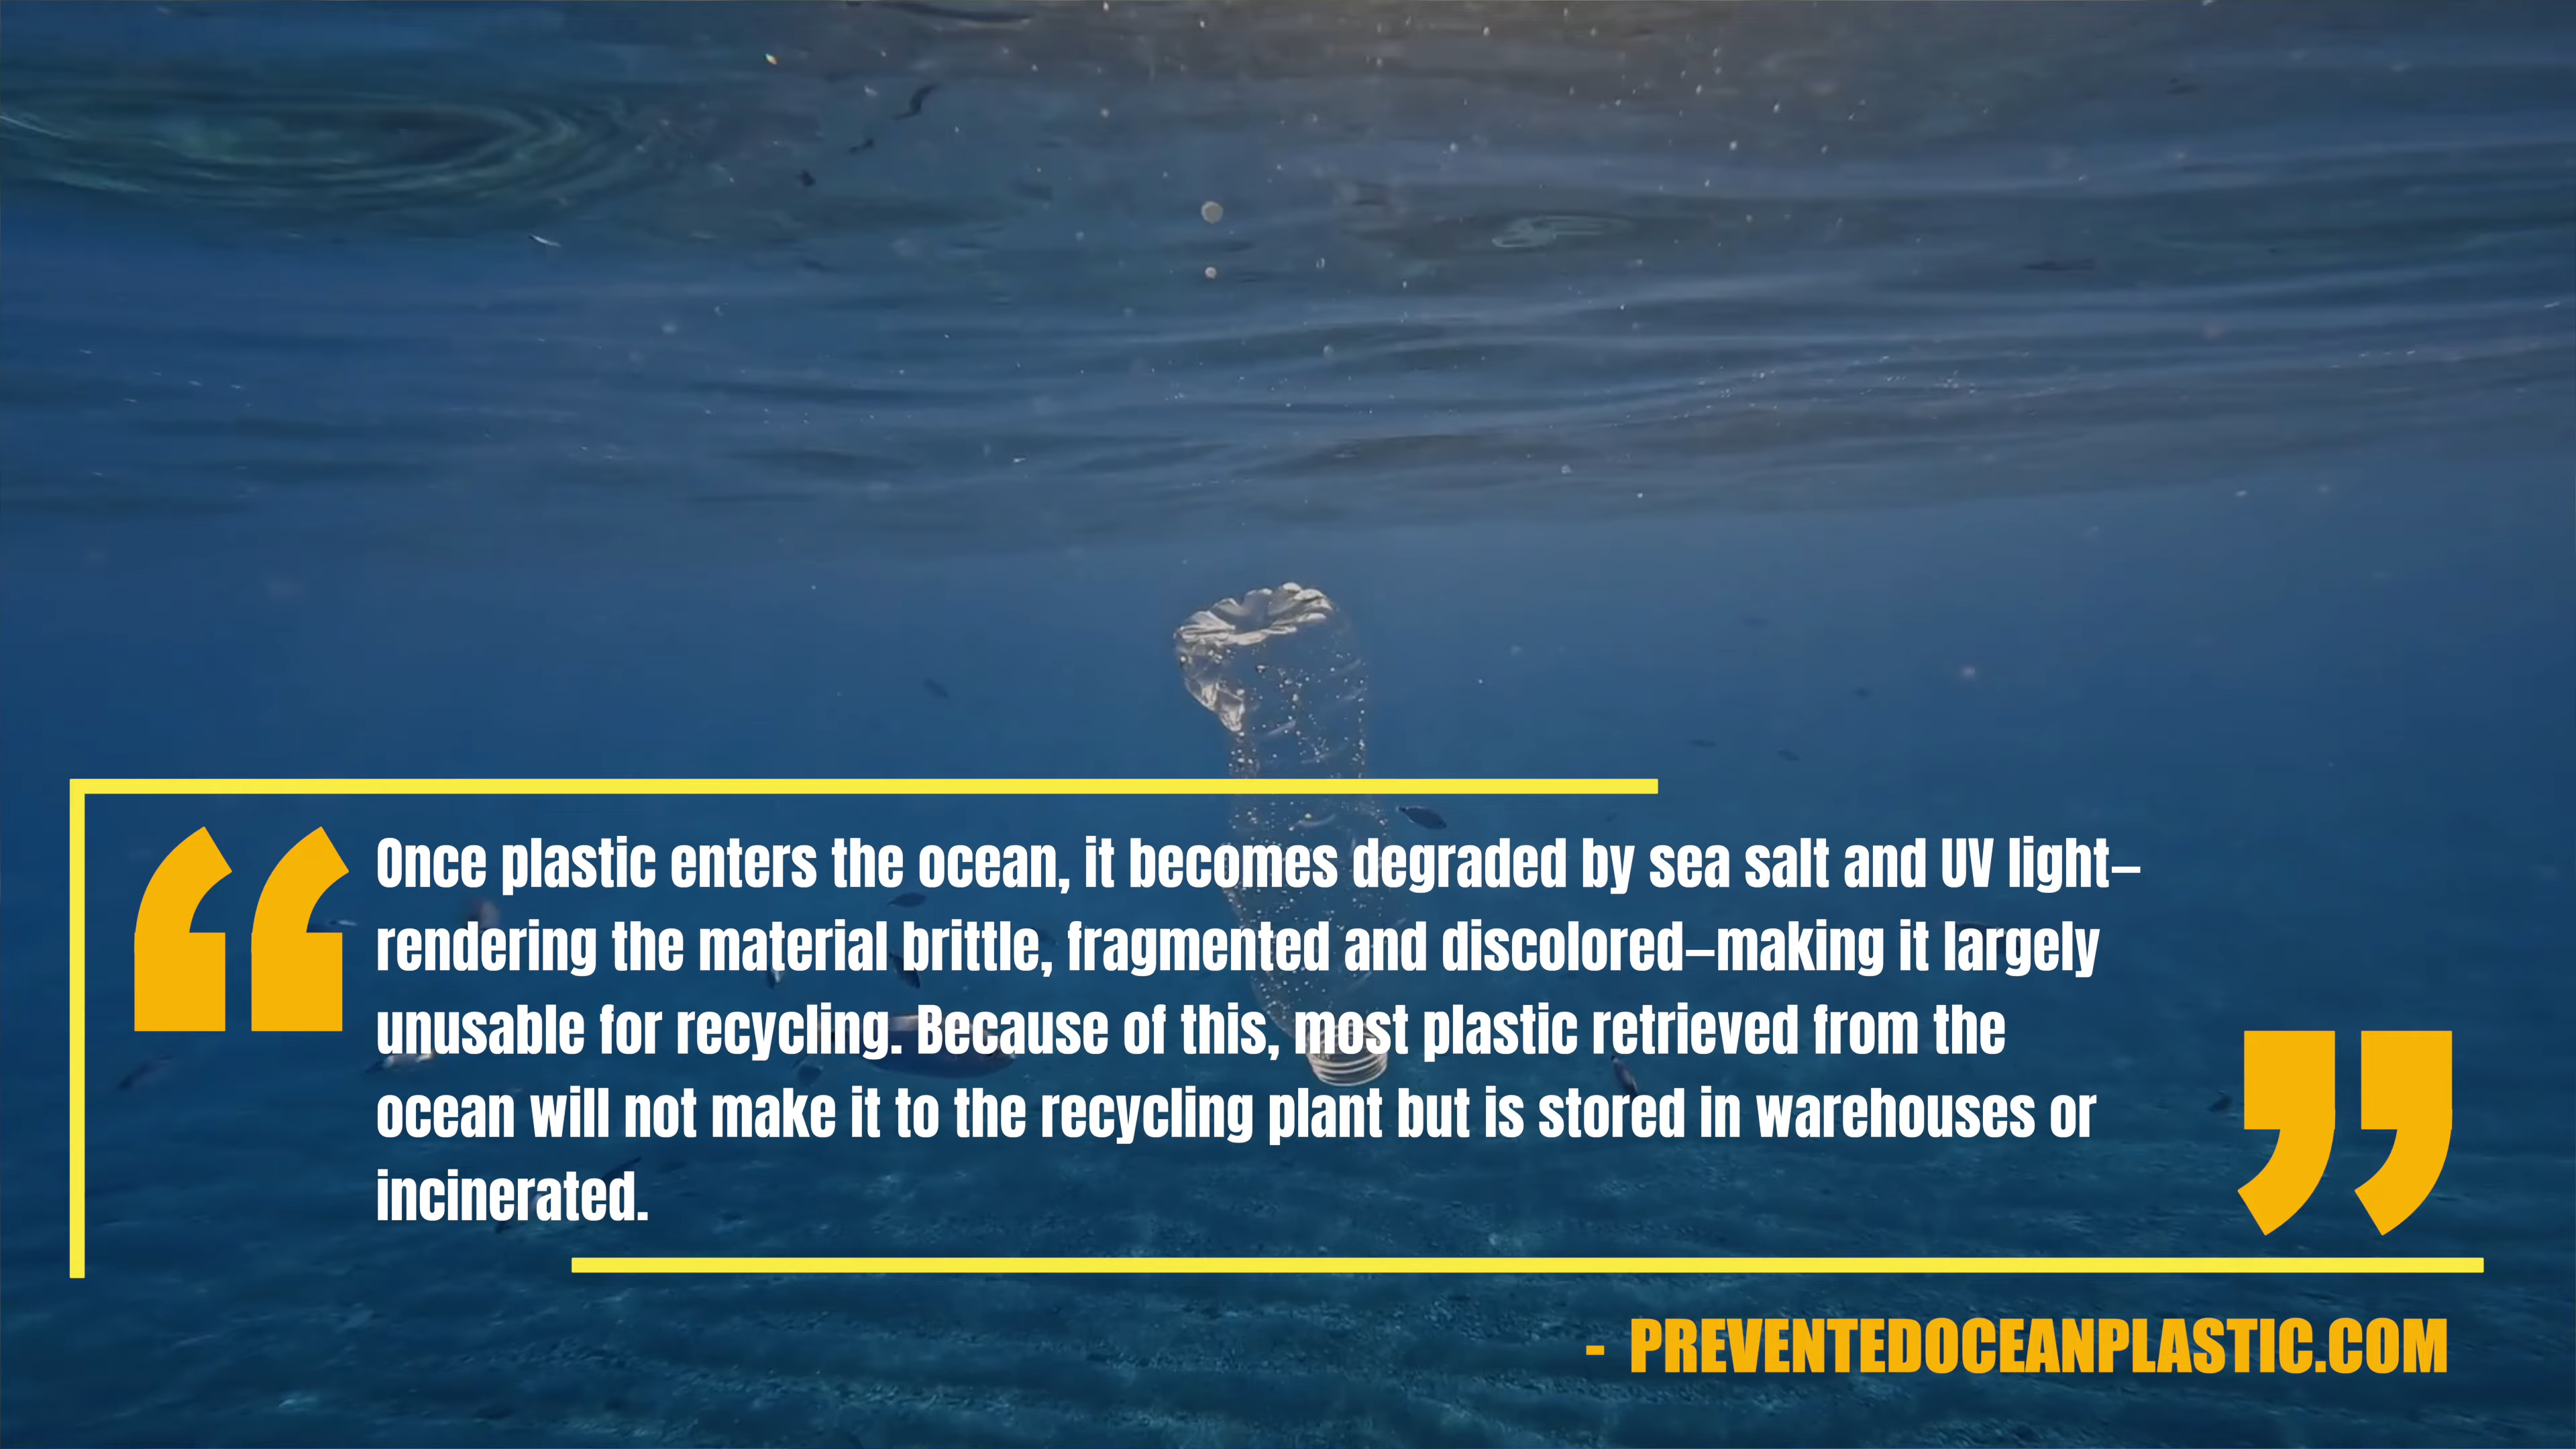 Once plastic enters the ocean, it becomes degraded by sea salt and UV light–
rendering the material brittle, fragmented and discolored–making it largely
unusable for recycling. Because of this, most plastic retrieved from the
ocean will not make it to the recycling plant but is stored in warehouses or
incinerated.
- PREVENTEDOCEANPLASTIC.COM